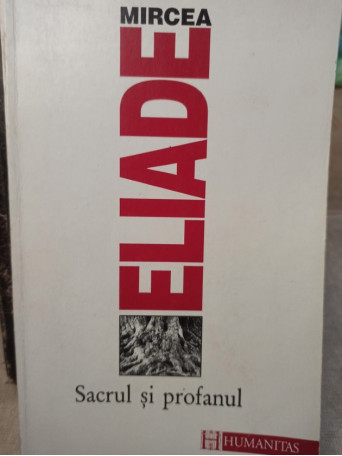 MIRCEA
ELIADE
Sacrul și profanul
HUMANITAS